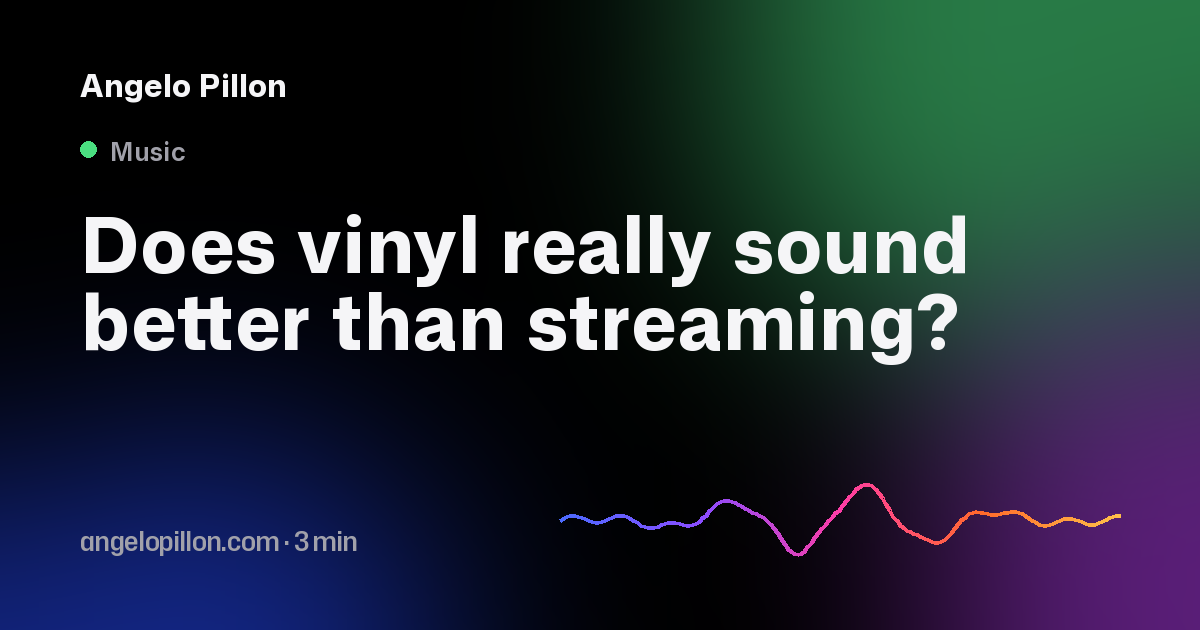 Angelo Pillon
Music
Does vinyl really sound
better than streaming?
angelopillon.com · 3 min